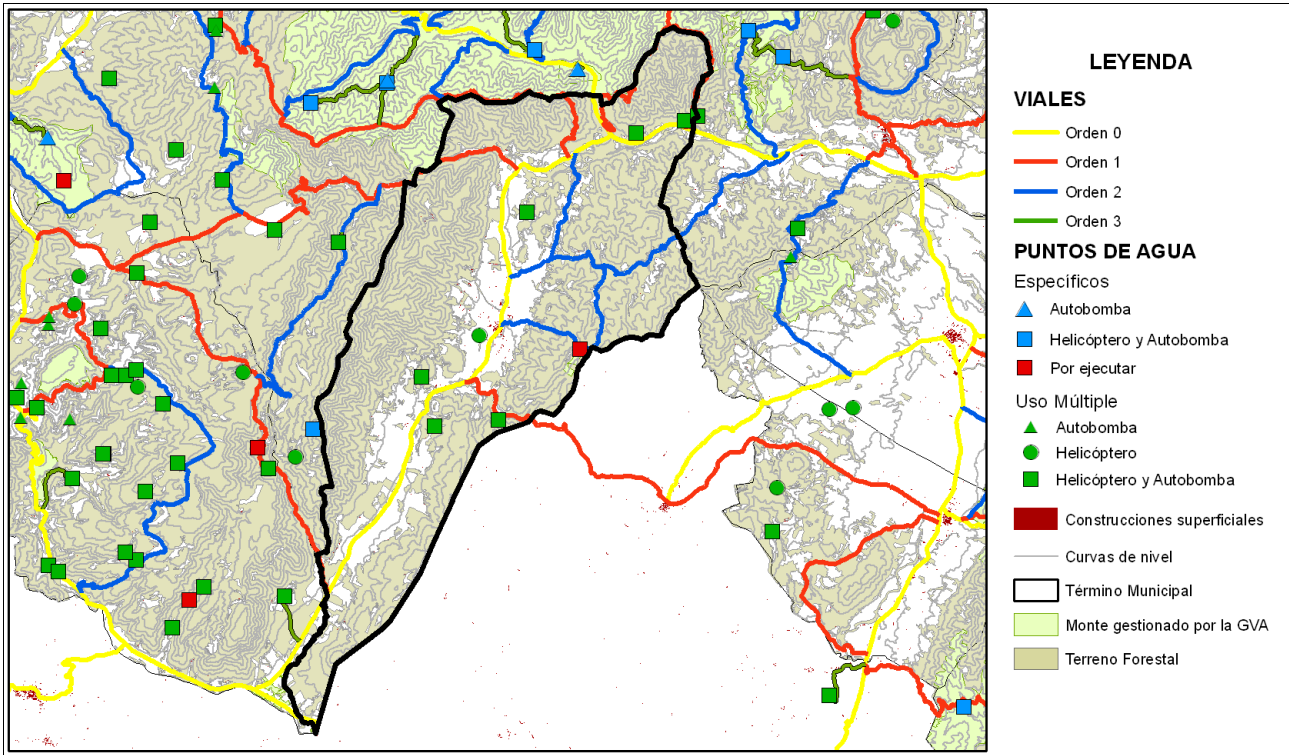 LEYENDA
VIALES
Orden 0
Orden 1
Orden 2
Orden 3
PUNTOS DE AGUA
Específicos
Autobomba
Helicóptero y Autobomba
Por ejecutar
Uso Múltiple
Autobomba
Helicóptero
Helicóptero y Autobomba
Construcciones superficiales
Curvas de nivel
Término Municipal
Monte gestionado por la GVA
Terreno Forestal